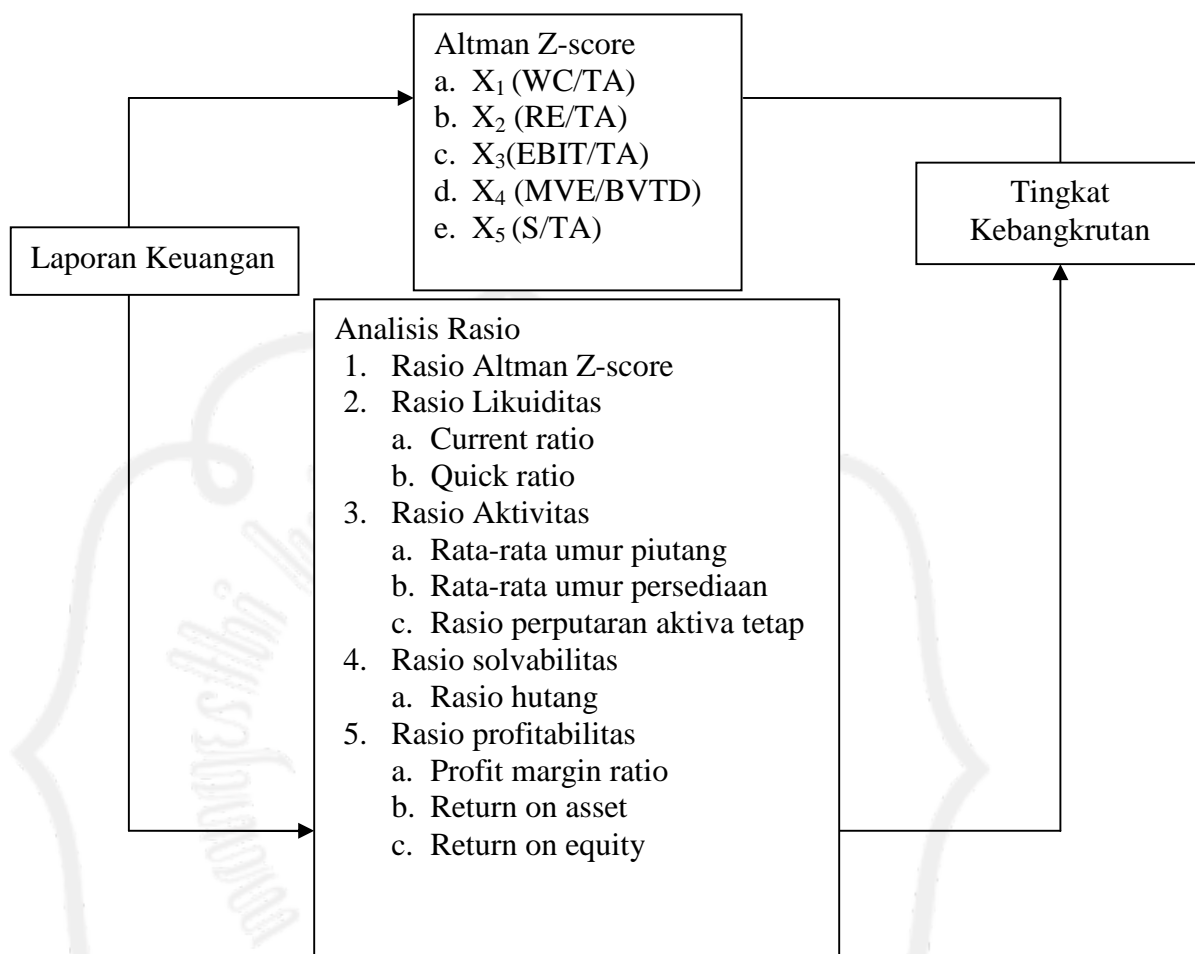 Altman Z-score
a. X₁ (WC/TA)
b. X₂ (RE/TA)
c. X₃(EBIT/TA)
d. X₄ (MVE/BVTD)
e. X₅ (S/TA)
Laporan Keuangan
Tingkat
Kebangkrutan
Analisis Rasio
1. Rasio Altman Z-score
2. Rasio Likuiditas
a. Current ratio
b. Quick ratio
3. Rasio Aktivitas
a. Rata-rata umur piutang
b. Rata-rata umur persediaan
c. Rasio perputaran aktiva tetap
4. Rasio solvabilitas
a. Rasio hutang
5. Rasio profitabilitas
a. Profit margin ratio
b. Return on asset
c. Return on equity